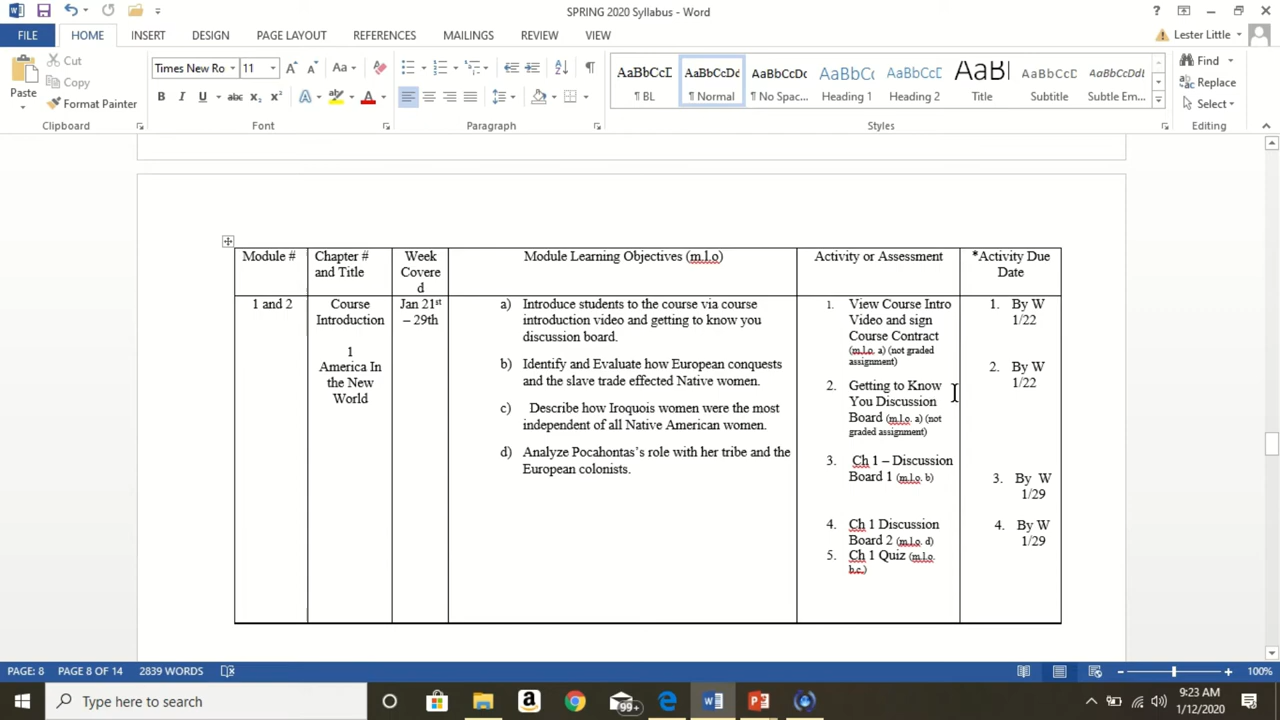 SPRING 2020 Syllabus - Word
FILE HOME INSERT DESIGN PAGE LAYOUT REFERENCES MAILINGS REVIEW VIEW Lester Little
Cut
Copy
Paste
Format Painter
Times New Ro 11
AaBbCcD AaBbCcDd AaBbCcDc AaBbCcD AaBbCcD AaBb AaBbCcDd AaBbCcDdl
¶ BL ¶ Normal ¶ No Spac... Heading 1 Heading 2 Title Subtitle Subtle Em...
Find
Replace
Select
Clipboard Font Paragraph Styles Editing
Module #
Chapter #
and Title
Week
Covere
d
Module Learning Objectives (m.l.o)
Activity or Assessment
*Activity Due
Date
1 and 2
Course
Introduction
1
America In
the New
World
Jan 21st
– 29th
a) Introduce students to the course via course
introduction video and getting to know you
discussion board.
b) Identify and Evaluate how European conquests
and the slave trade effected Native women.
c) Describe how Iroquois women were the most
independent of all Native American women.
d) Analyze Pocahontas's role with her tribe and the
European colonists.
1. View Course Intro
Video and sign
Course Contract
(m.l.o. a) (not graded
assignment)
2. Getting to Know
You Discussion
Board (m.l.o. a) (not
graded assignment)
3. Ch 1 – Discussion
Board 1 (m.l.o. b)
4. Ch 1 Discussion
Board 2 (m.l.o. d)
5. Ch 1 Quiz (m.l.o.
b.c.)
1. By W
1/22
2. By W
1/22
3. By W
1/29
4. By W
1/29
PAGE: 8 PAGE 8 OF 14 2839 WORDS 100%
Type here to search
99+
9:23 AM
1/12/2020